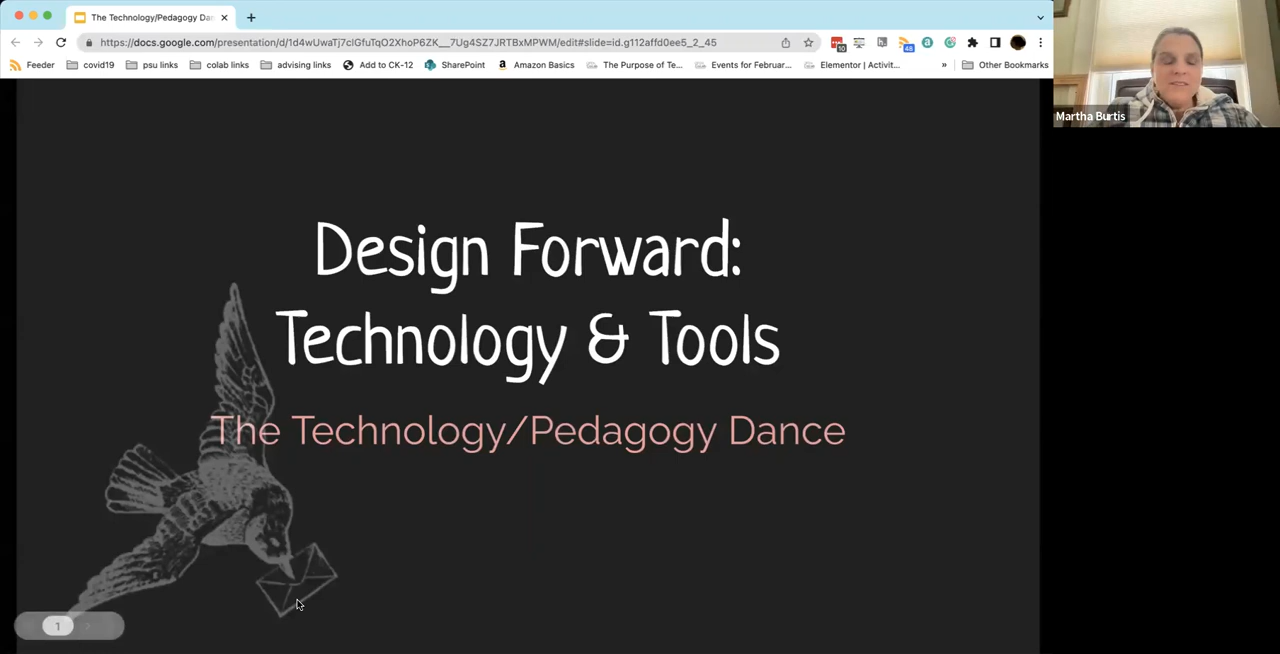 The Technology/Pedagogy Da
https://docs.google.com/presentation/d/1d4wUwaTj7clGfuTqO2XhoP6ZK__7Ug4SZ7JRTBxMPWM/edit#slide=id.g112affd0ee5_2_45
10
48
Feeder covid19 psu links colab links advising links Add to CK-12 SharePoint Amazon Basics The Purpose of Te... Events for Februar... Elementor | Activit... » Other Bookmarks
Martha Burtis
Design Forward:
Technology & Tools
The Technology/Pedagogy Dance
1